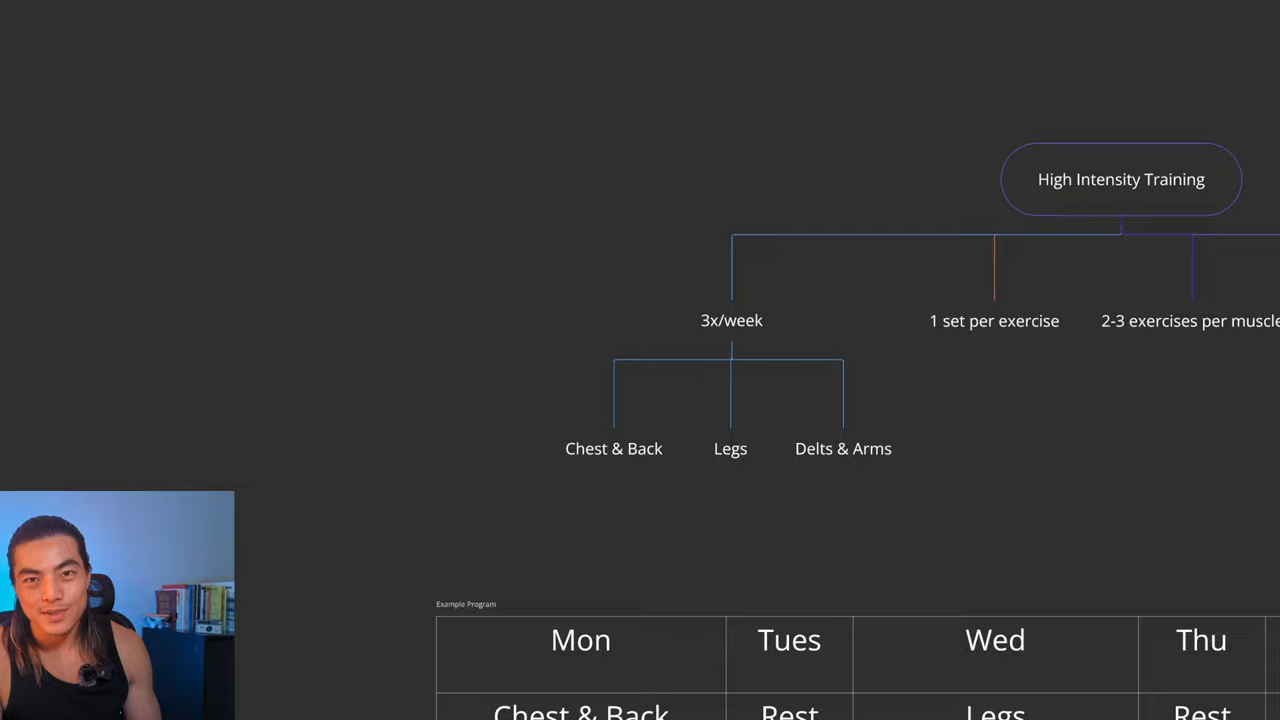 High Intensity Training
3x/week
1 set per exercise
2-3 exercises per muscle
Chest & Back
Legs
Delts & Arms
Example Program
Mon
Tues
Wed
Thu
Chest & Back
Rest
Legs
Rest